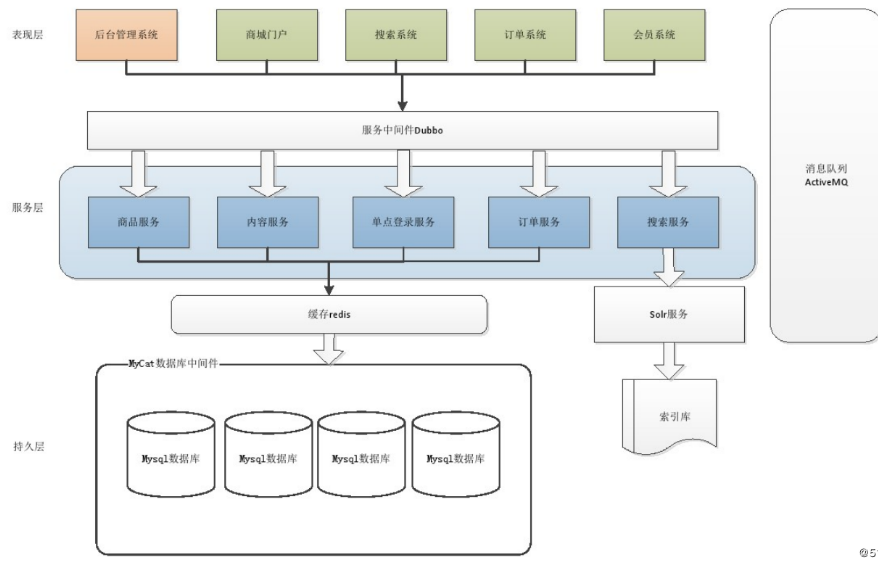 表现层
后台管理系统
商城门户
搜索系统
订单系统
会员系统
服务中间件Dubbo
消息队列
ActiveMQ
服务层
商品服务
内容服务
单点登录服务
订单服务
搜索服务
缓存redis
Solr服务
MyCat数据库中间件
索引库
持久层
Mysql数据库
Mysql数据库
Mysql数据库
Mysql数据库